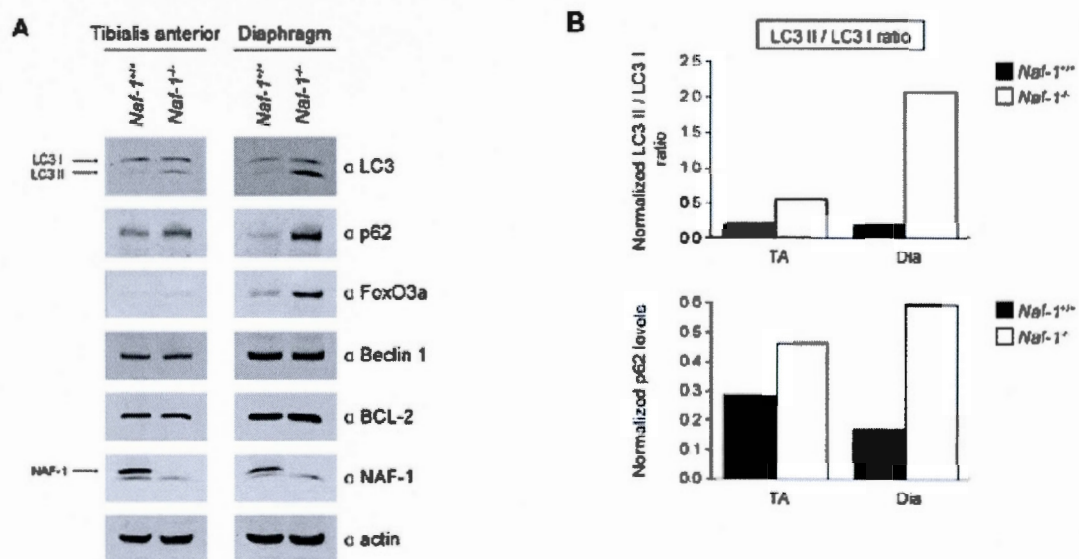 A
Tibialis anterior Diaphragm
Naf-1+/+ Naf-1-/- Naf-1+/+ Naf-1-/-
LC3 I
LC3 II
α LC3
α p62
α FoxO3a
α Beclin 1
α BCL-2
NAF-1
α NAF-1
α actin
B
LC3 II / LC3 I ratio
Normalized LC3 II / LC3 I
ratio
2.5
2.0
1.5
1.0
0.5
0.0
TA Dia
Naf-1+/+
Naf-1-/-
Normalized p62 levels
0.6
0.5
0.4
0.3
0.2
0.1
0.0
TA Dia
Naf-1+/+
Naf-1-/-